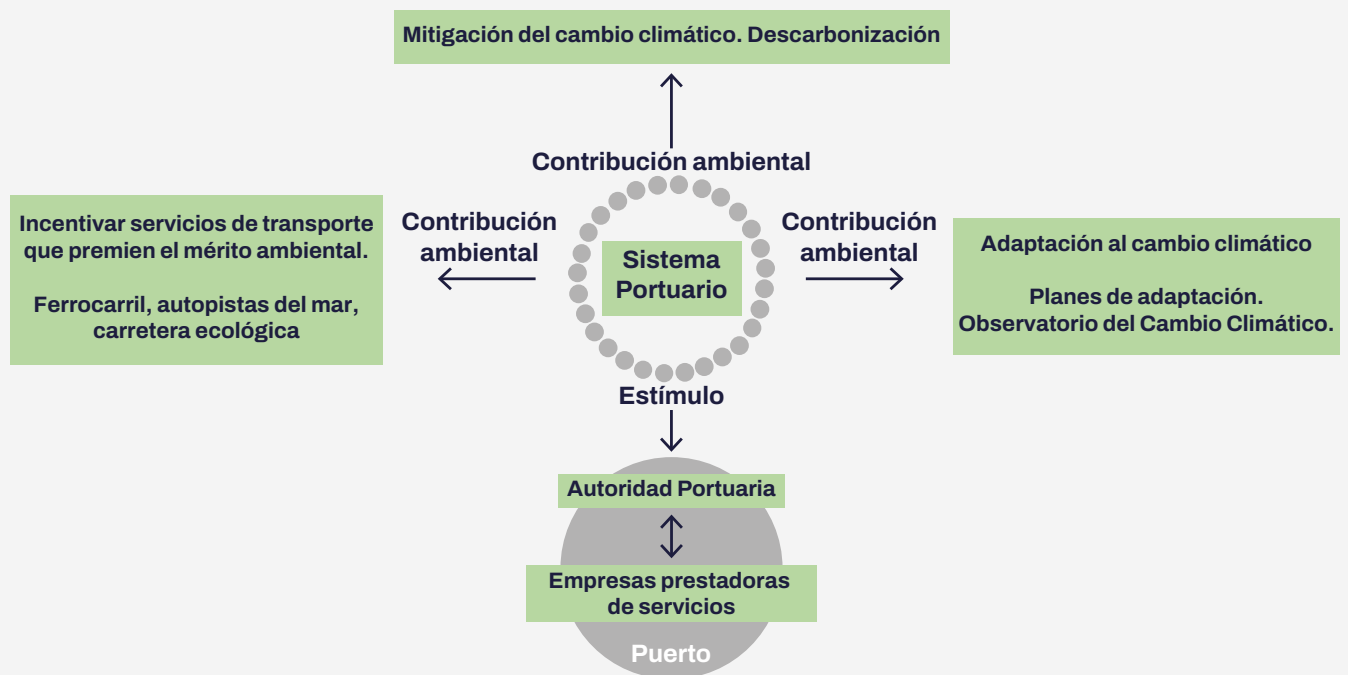 Mitigación del cambio climático. Descarbonización
Contribución ambiental
Incentivar servicios de transporte
que premien el mérito ambiental.
Ferrocarril, autopistas del mar,
carretera ecológica
Contribución
ambiental
Sistema
Portuario
Contribución
ambiental
Adaptación al cambio climático
Planes de adaptación.
Observatorio del Cambio Climático.
Estímulo
Autoridad Portuaria
Empresas prestadoras
de servicios
Puerto